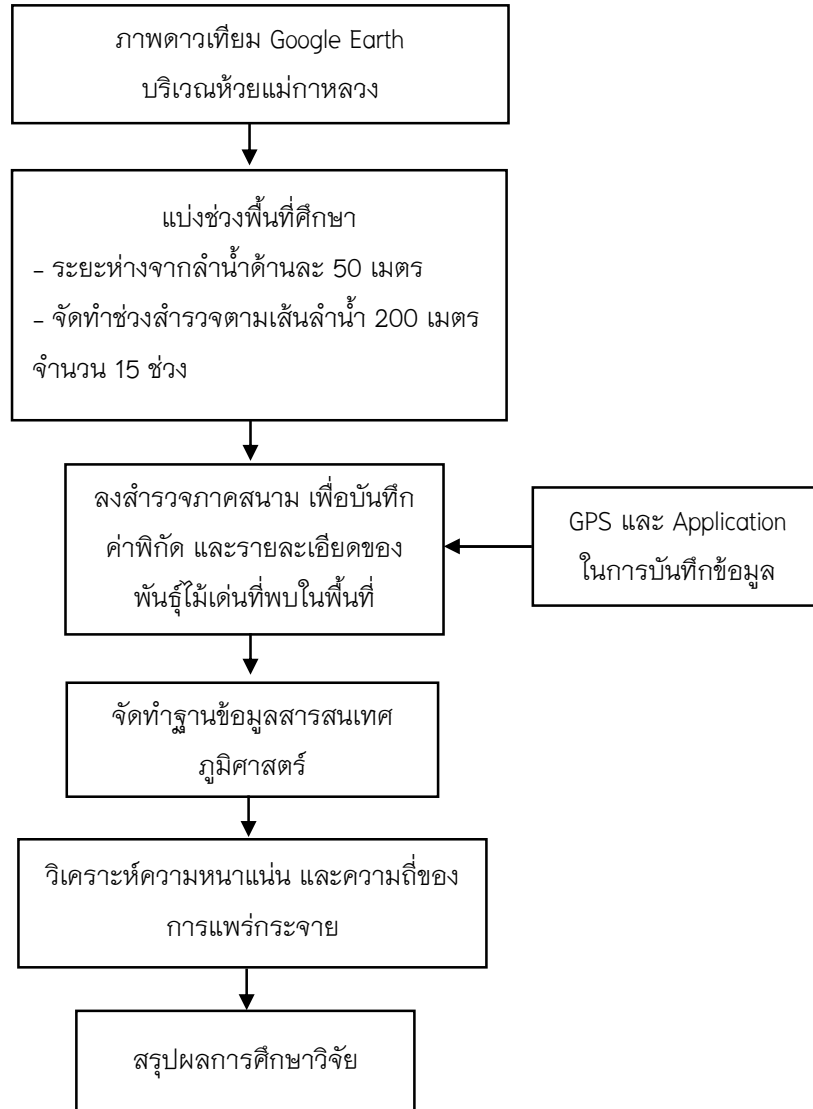 ภาพดาวเทียม Google Earth
บริเวณห้วยแม่กาหลวง
แบ่งช่วงพื้นที่ศึกษา
- ระยะห่างจากลำน้ำด้านละ 50 เมตร
- จัดทำช่วงสำรวจตามเส้นลำน้ำ 200 เมตร
จำนวน 15 ช่วง
ลงสำรวจภาคสนาม เพื่อบันทึก
ค่าพิกัด และรายละเอียดของ
พันธุ์ไม้เด่นที่พบในพื้นที่
GPS และ Application
ในการบันทึกข้อมูล
จัดทำฐานข้อมูลสารสนเทศ
ภูมิศาสตร์
วิเคราะห์ความหนาแน่น และความถี่ของ
การแพร่กระจาย
สรุปผลการศึกษาวิจัย